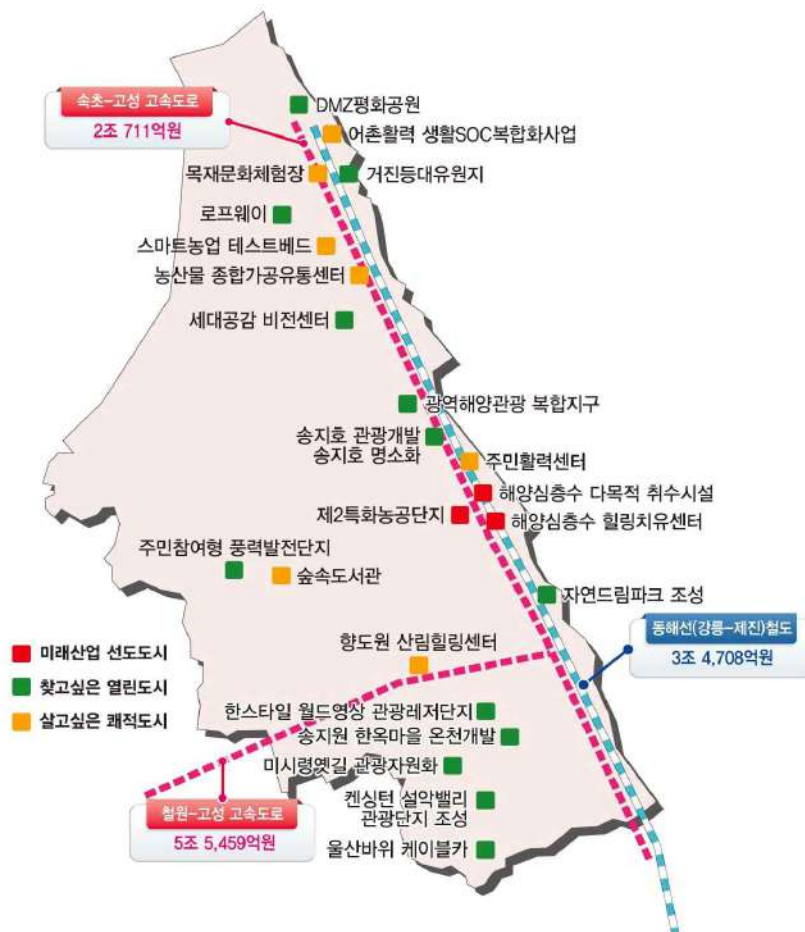 DMZ평화공원
속초-고성 고속도로
2조 711억원
어촌활력 생활SOC복합화사업
목재문화체험장
거진등대유원지
로프웨이
스마트농업 테스트베드
농산물 종합가공유통센터
세대공감 비전센터
광역해양관광 복합지구
송지호 관광개발
송지호 명소화
주민활력센터
해양심층수 다목적 취수시설
제2특화농공단지
해양심층수 힐링치유센터
주민참여형 풍력발전단지
숲속도서관
자연드림파크 조성
동해선(강릉-제진)철도
3조 4,708억원
미래산업 선도도시
찾고싶은 열린도시
살고싶은 쾌적도시
향도원 산림힐링센터
한스타일 월드영상 관광레저단지
송지원 한옥마을 온천개발
미시령옛길 관광자원화
철원-고성 고속도로
5조 5,459억원
켄싱턴 설악밸리
관광단지 조성
울산바위 케이블카